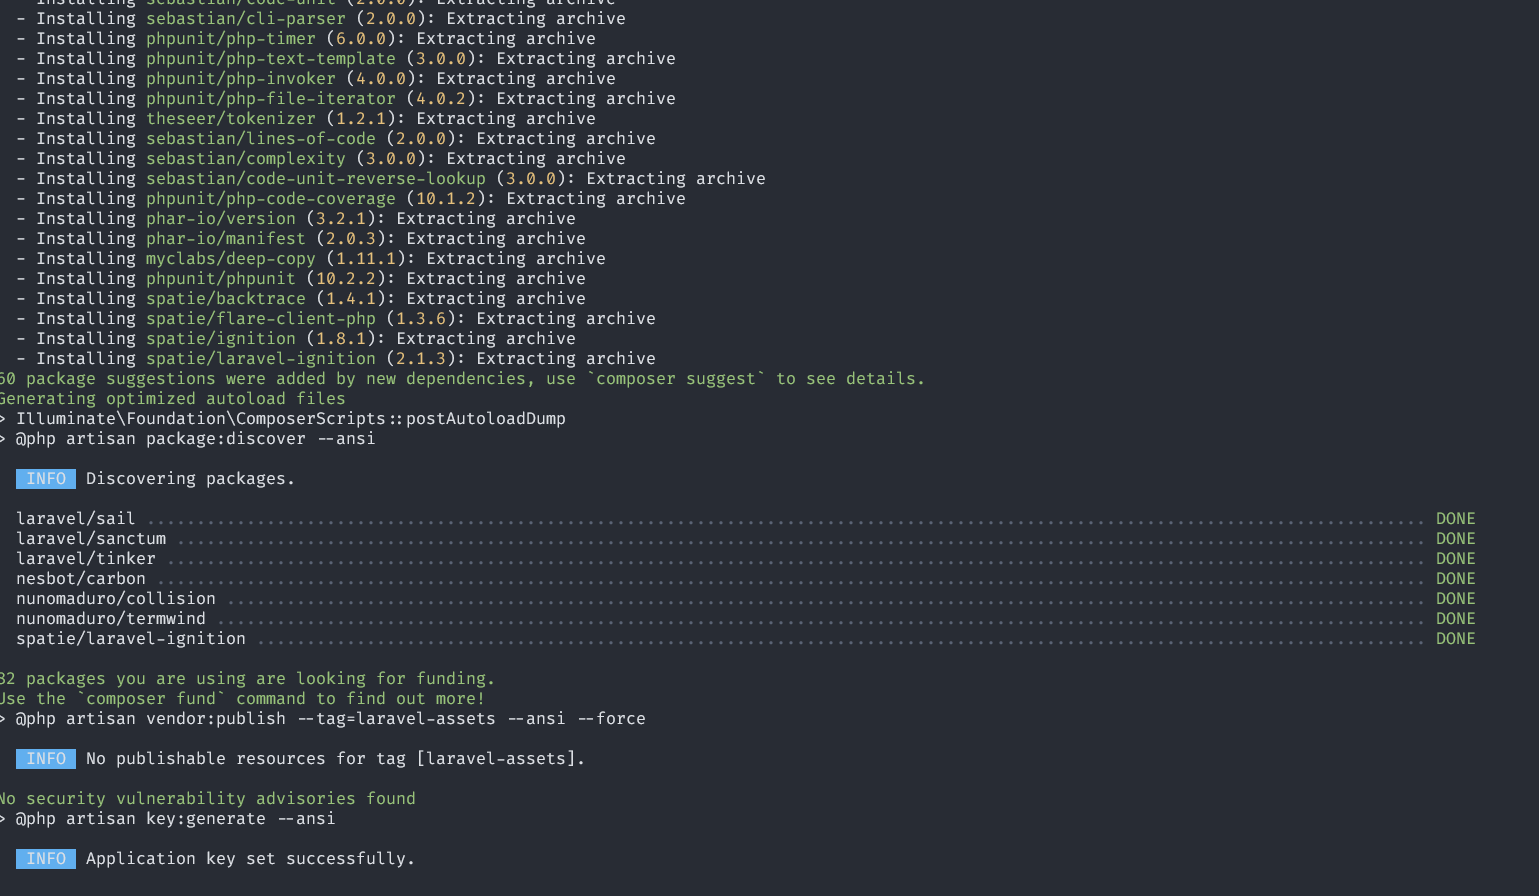 - Installing sebastian/code-unit (2.0.0): Extracting archive
- Installing sebastian/cli-parser (2.0.0): Extracting archive
- Installing phpunit/php-timer (6.0.0): Extracting archive
- Installing phpunit/php-text-template (3.0.0): Extracting archive
- Installing phpunit/php-invoker (4.0.0): Extracting archive
- Installing phpunit/php-file-iterator (4.0.2): Extracting archive
- Installing theseer/tokenizer (1.2.1): Extracting archive
- Installing sebastian/lines-of-code (2.0.0): Extracting archive
- Installing sebastian/complexity (3.0.0): Extracting archive
- Installing sebastian/code-unit-reverse-lookup (3.0.0): Extracting archive
- Installing phpunit/php-code-coverage (10.1.2): Extracting archive
- Installing phar-io/version (3.2.1): Extracting archive
- Installing phar-io/manifest (2.0.3): Extracting archive
- Installing myclabs/deep-copy (1.11.1): Extracting archive
- Installing phpunit/phpunit (10.2.2): Extracting archive
- Installing spatie/backtrace (1.4.1): Extracting archive
- Installing spatie/flare-client-php (1.3.6): Extracting archive
- Installing spatie/ignition (1.8.1): Extracting archive
- Installing spatie/laravel-ignition (2.1.3): Extracting archive
60 package suggestions were added by new dependencies, use `composer suggest` to see details.
Generating optimized autoload files
> Illuminate\Foundation\ComposerScripts::postAutoloadDump
> @php artisan package:discover --ansi
INFO Discovering packages.
laravel/sail ........ DONE
laravel/sanctum ........ DONE
laravel/tinker ........ DONE
nesbot/carbon ........ DONE
nunomaduro/collision ........ DONE
nunomaduro/termwind ........ DONE
spatie/laravel-ignition ........ DONE
82 packages you are using are looking for funding.
Use the `composer fund` command to find out more!
> @php artisan vendor:publish --tag=laravel-assets --ansi --force
INFO No publishable resources for tag [laravel-assets].
No security vulnerability advisories found
> @php artisan key:generate --ansi
INFO Application key set successfully.